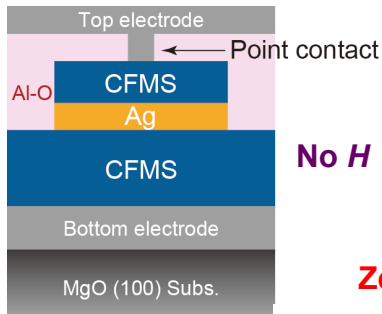 Top electrode
Point contact
CFMS
Al-O
Ag
No H
CFMS
Bottom electrode
MgO (100) Subs.